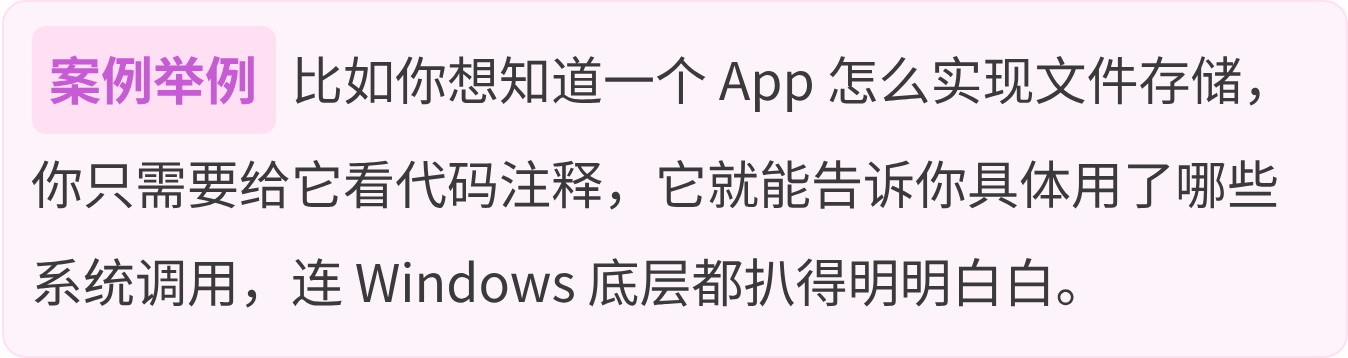 案例举例 比如你想知道一个 App 怎么实现文件存储，
你只需要给它看代码注释，它就能告诉你具体用了哪些
系统调用，连 Windows 底层都扒得明明白白。